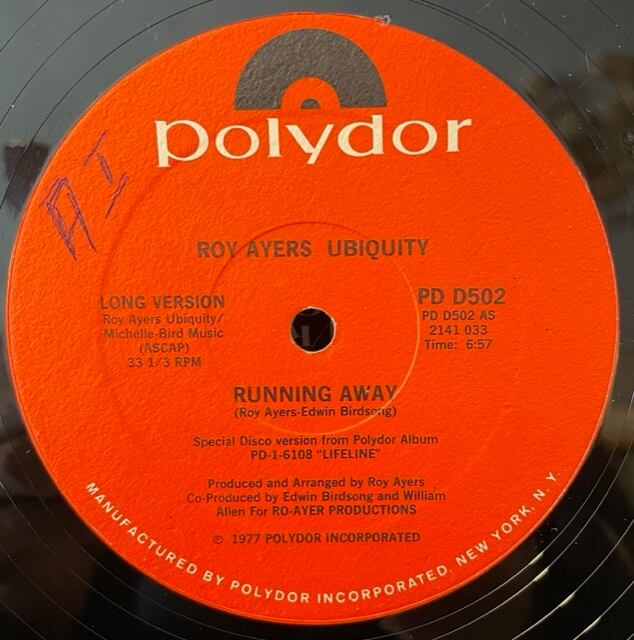 polydor
A I
ROY AYERS UBIQUITY
LONG VERSION
Roy Ayers Ubiquity/
Michelle-Bird Music
(ASCAP)
33 1/3 RPM
PD D502
PD D502 AS
2141 033
Time: 6:57
RUNNING AWAY
(Roy Ayers-Edwin Birdsong)
Special Disco version from Polydor Album
PD-1-6108 "LIFELINE"
Produced and Arranged by Roy Ayers
Co-Produced by Edwin Birdsong and William
Allen For RO-AYER PRODUCTIONS
℗ 1977 POLYDOR INCORPORATED
MANUFACTURED BY POLYDOR INCORPORATED, NEW YORK, N.Y.